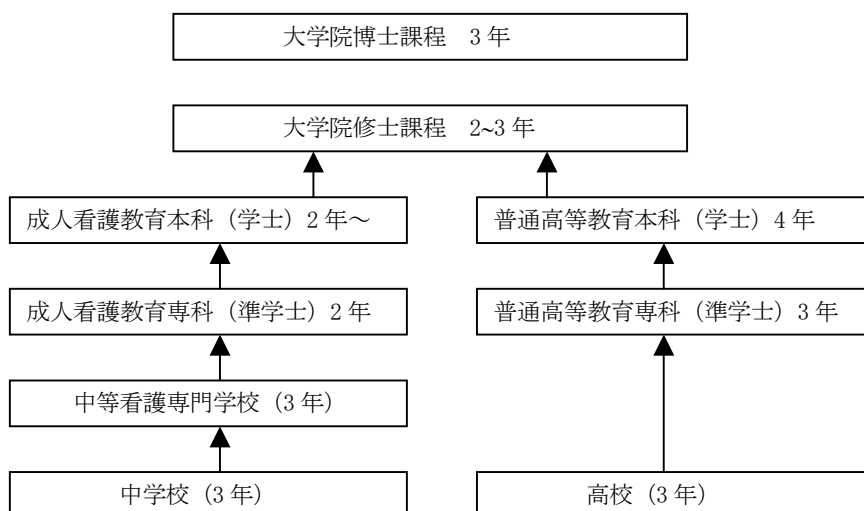 大学院博士課程 3年
大学院修士課程 2~3年
成人看護教育本科（学士）2年～
普通高等教育本科（学士）4年
成人看護教育専科（準学士）2年
普通高等教育専科（準学士）3年
中等看護専門学校（3年）
中学校（3年）
高校（3年）